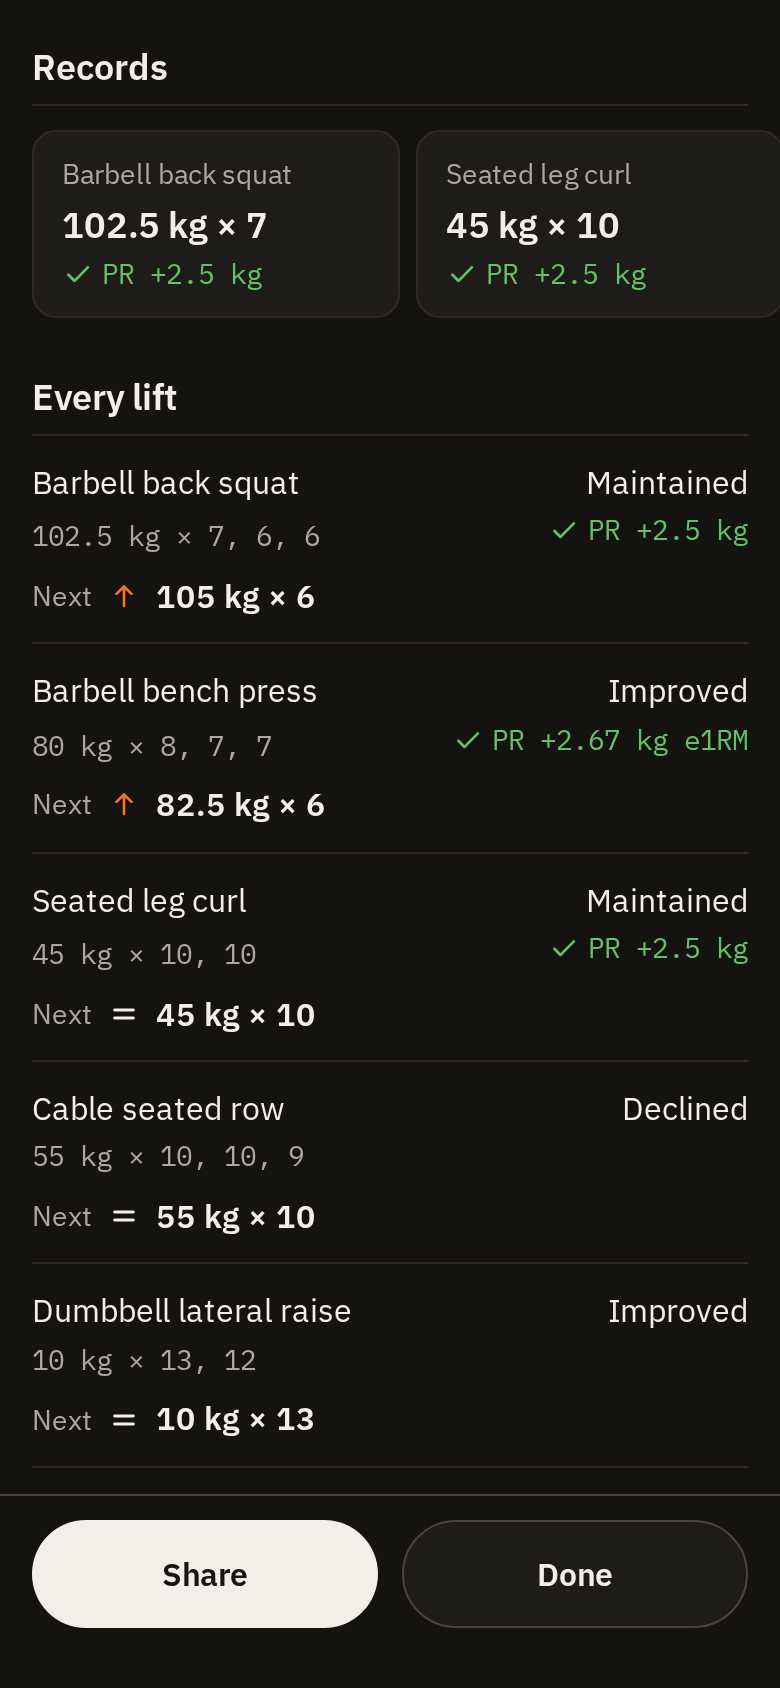 Records
Barbell back squat
102.5 kg × 7
✓ PR +2.5 kg
Seated leg curl
45 kg × 10
✓ PR +2.5 kg
Every lift
Barbell back squat Maintained
102.5 kg × 7, 6, 6 ✓ PR +2.5 kg
Next ↑ 105 kg × 6
Barbell bench press Improved
80 kg × 8, 7, 7 ✓ PR +2.67 kg e1RM
Next ↑ 82.5 kg × 6
Seated leg curl Maintained
45 kg × 10, 10 ✓ PR +2.5 kg
Next = 45 kg × 10
Cable seated row Declined
55 kg × 10, 10, 9
Next = 55 kg × 10
Dumbbell lateral raise Improved
10 kg × 13, 12
Next = 10 kg × 13
Share Done